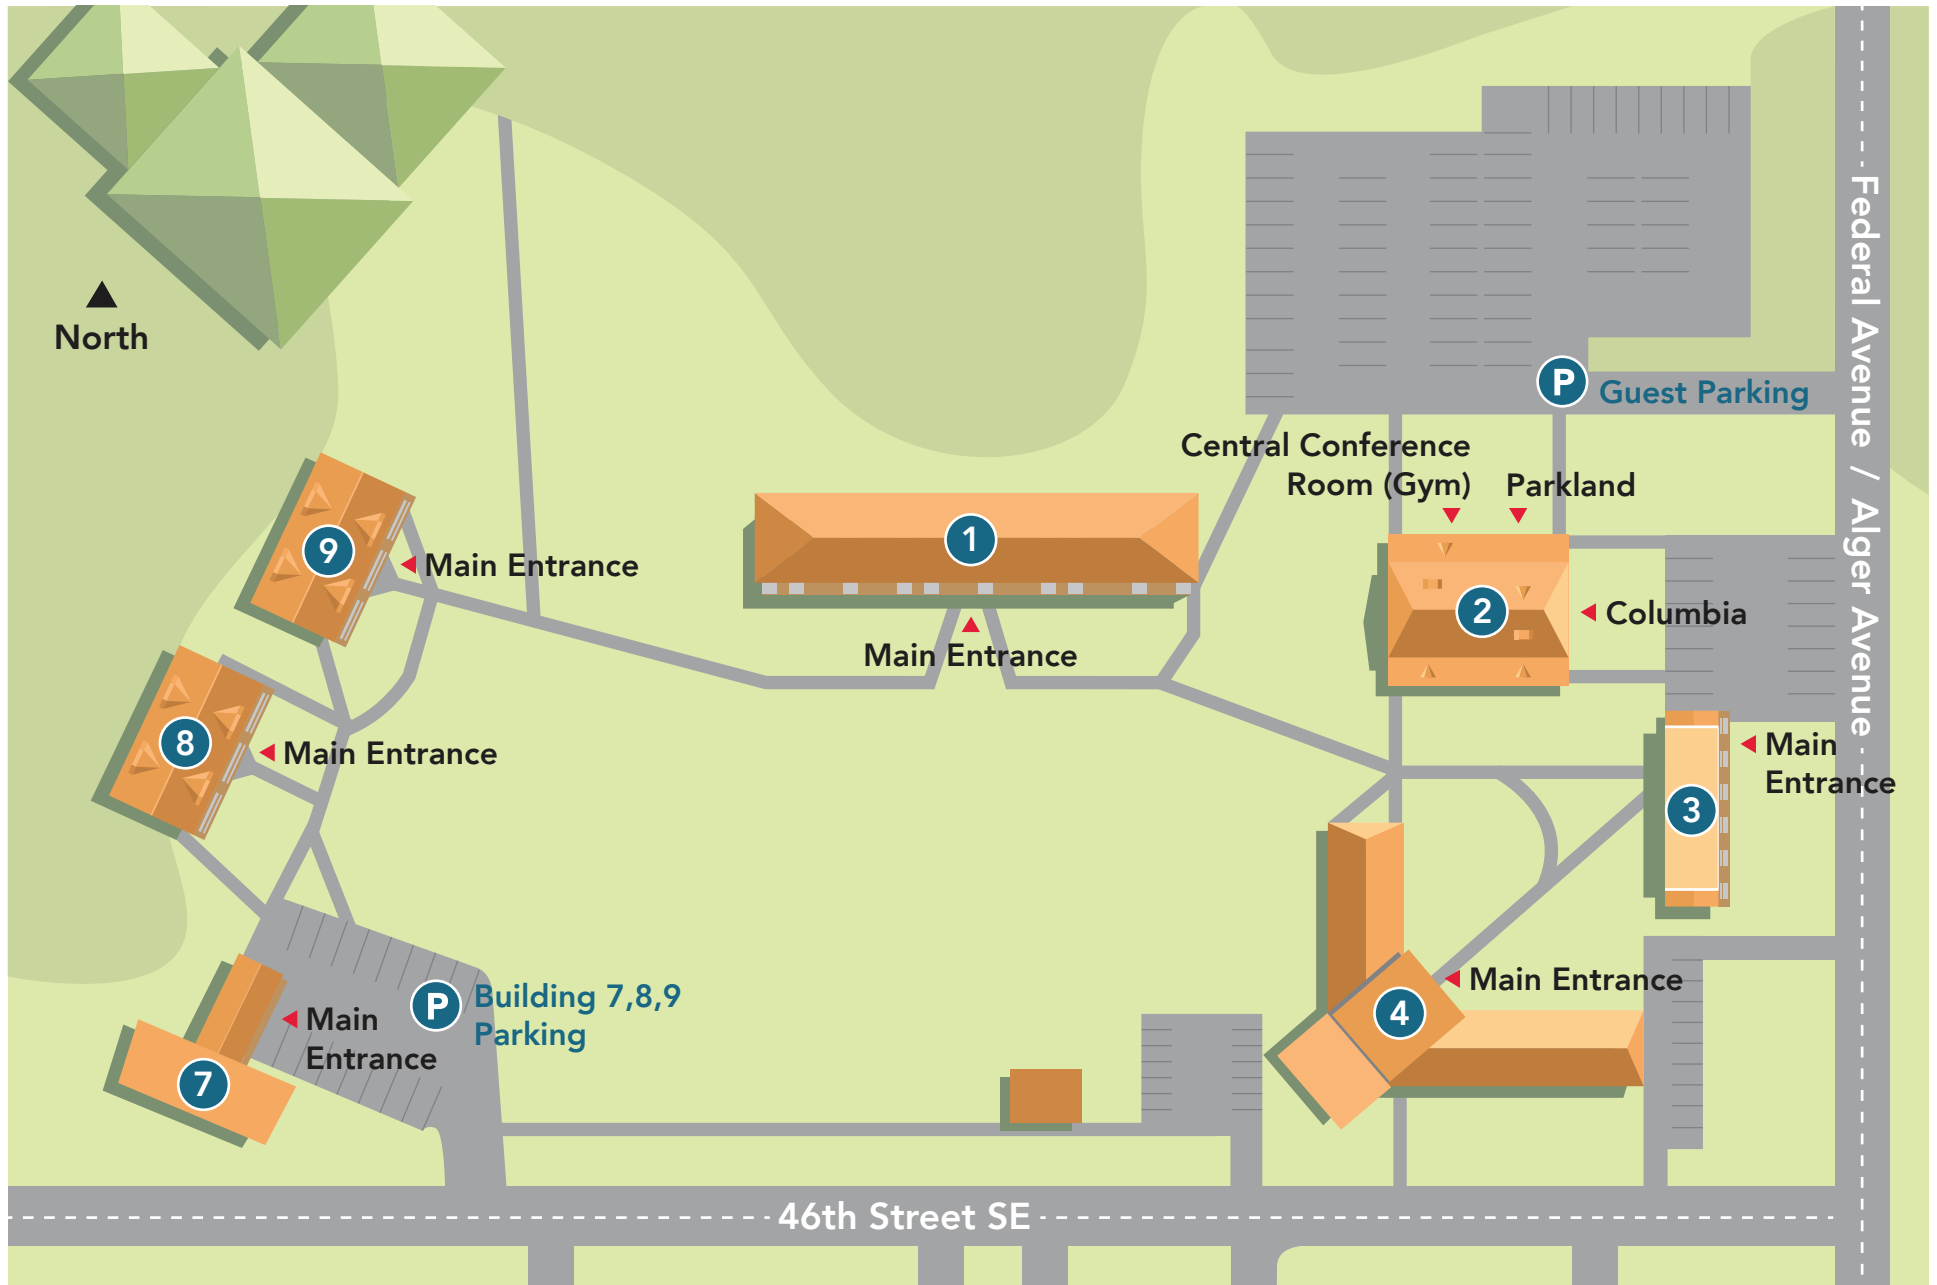 North
Federal Avenue / Alger Avenue
P
Guest Parking
Central Conference
Room (Gym)
Parkland
1
Main Entrance
2
Columbia
9
Main Entrance
8
Main Entrance
3
Main
Entrance
4
Main Entrance
P
Building 7,8,9
Parking
Main
Entrance
7
46th Street SE